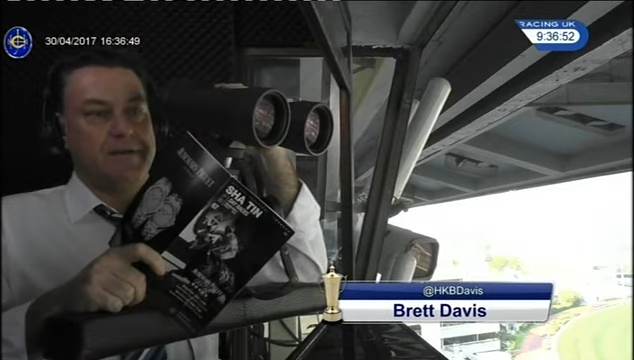 30/04/2017 16:36:49
RACING UK
9:36:52
SHA TIN
@HKBDavis
Brett Davis